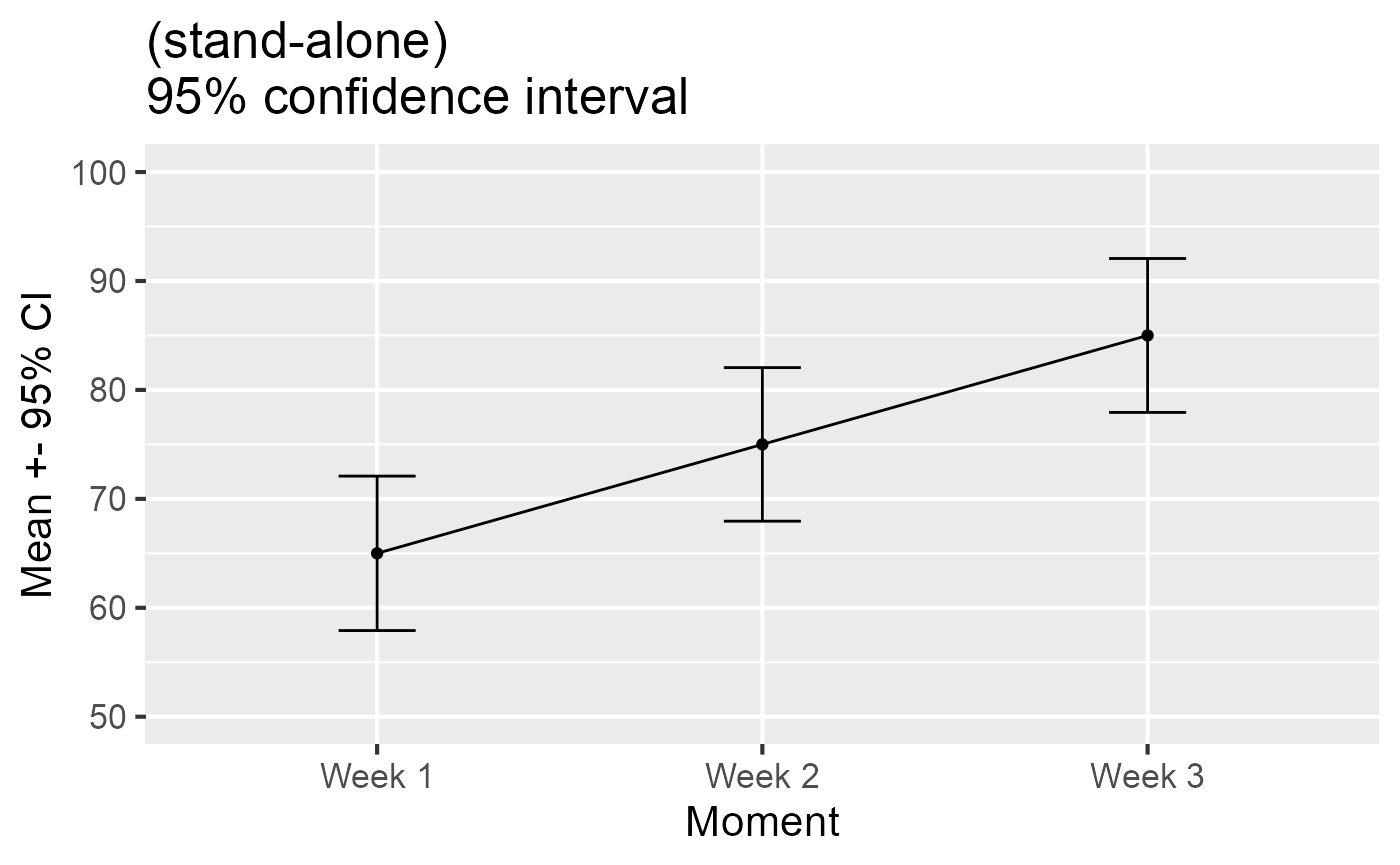 (stand-alone)
95% confidence interval
Mean +- 95% CI
100
90
80
70
60
50
Week 1
Week 2
Week 3
Moment